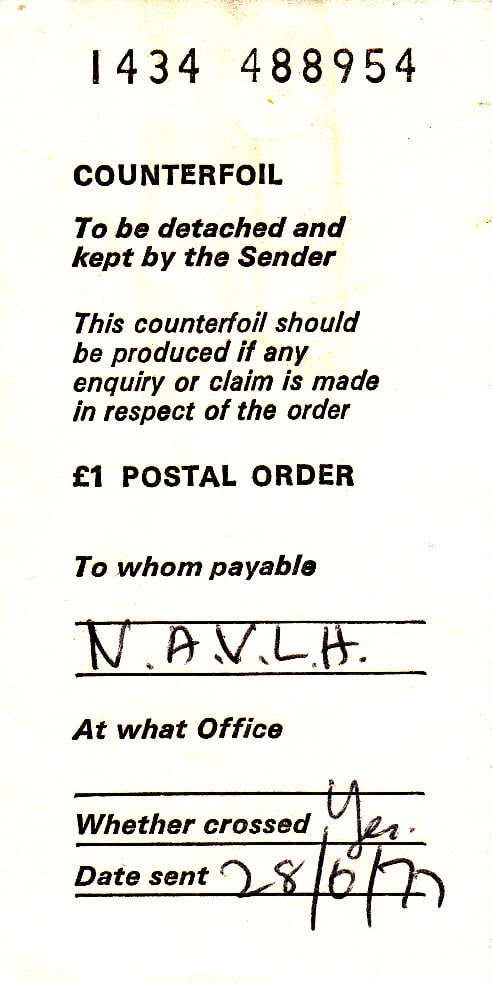 1434 488954
COUNTERFOIL
To be detached and
kept by the Sender
This counterfoil should
be produced if any
enquiry or claim is made
in respect of the order
£1 POSTAL ORDER
To whom payable
N.A.V.L.H.
At what Office
Whether crossed Yes.
Date sent 28/6/77